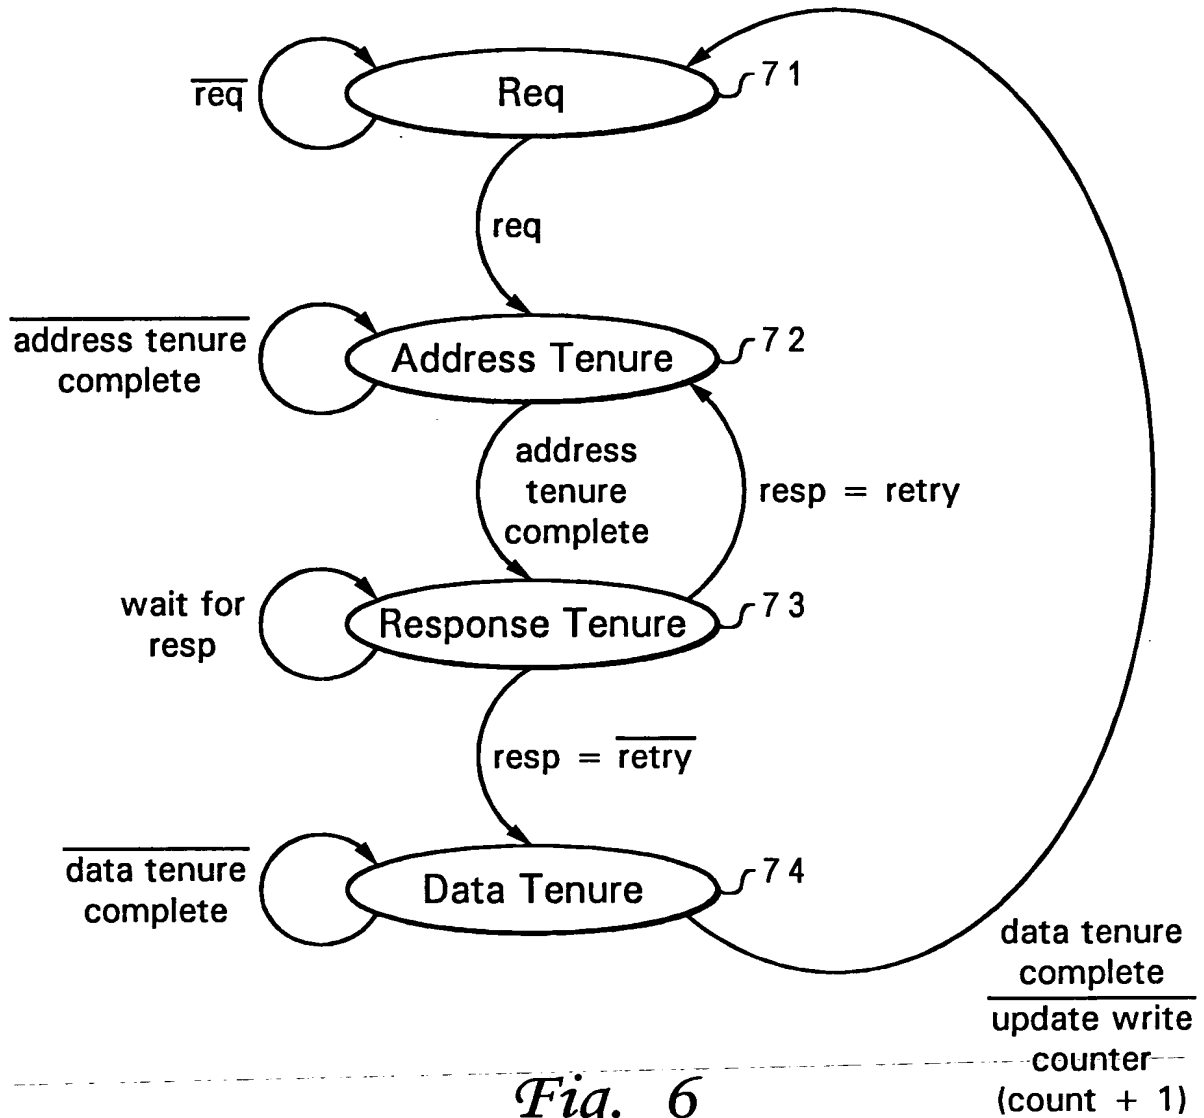 req
Req
71
req
address tenure
complete
Address Tenure
72
address
tenure
complete
resp = retry
wait for
resp
Response Tenure
73
resp = retry
data tenure
complete
Data Tenure
74
data tenure
complete
update write
counter
(count + 1)
Fig. 6